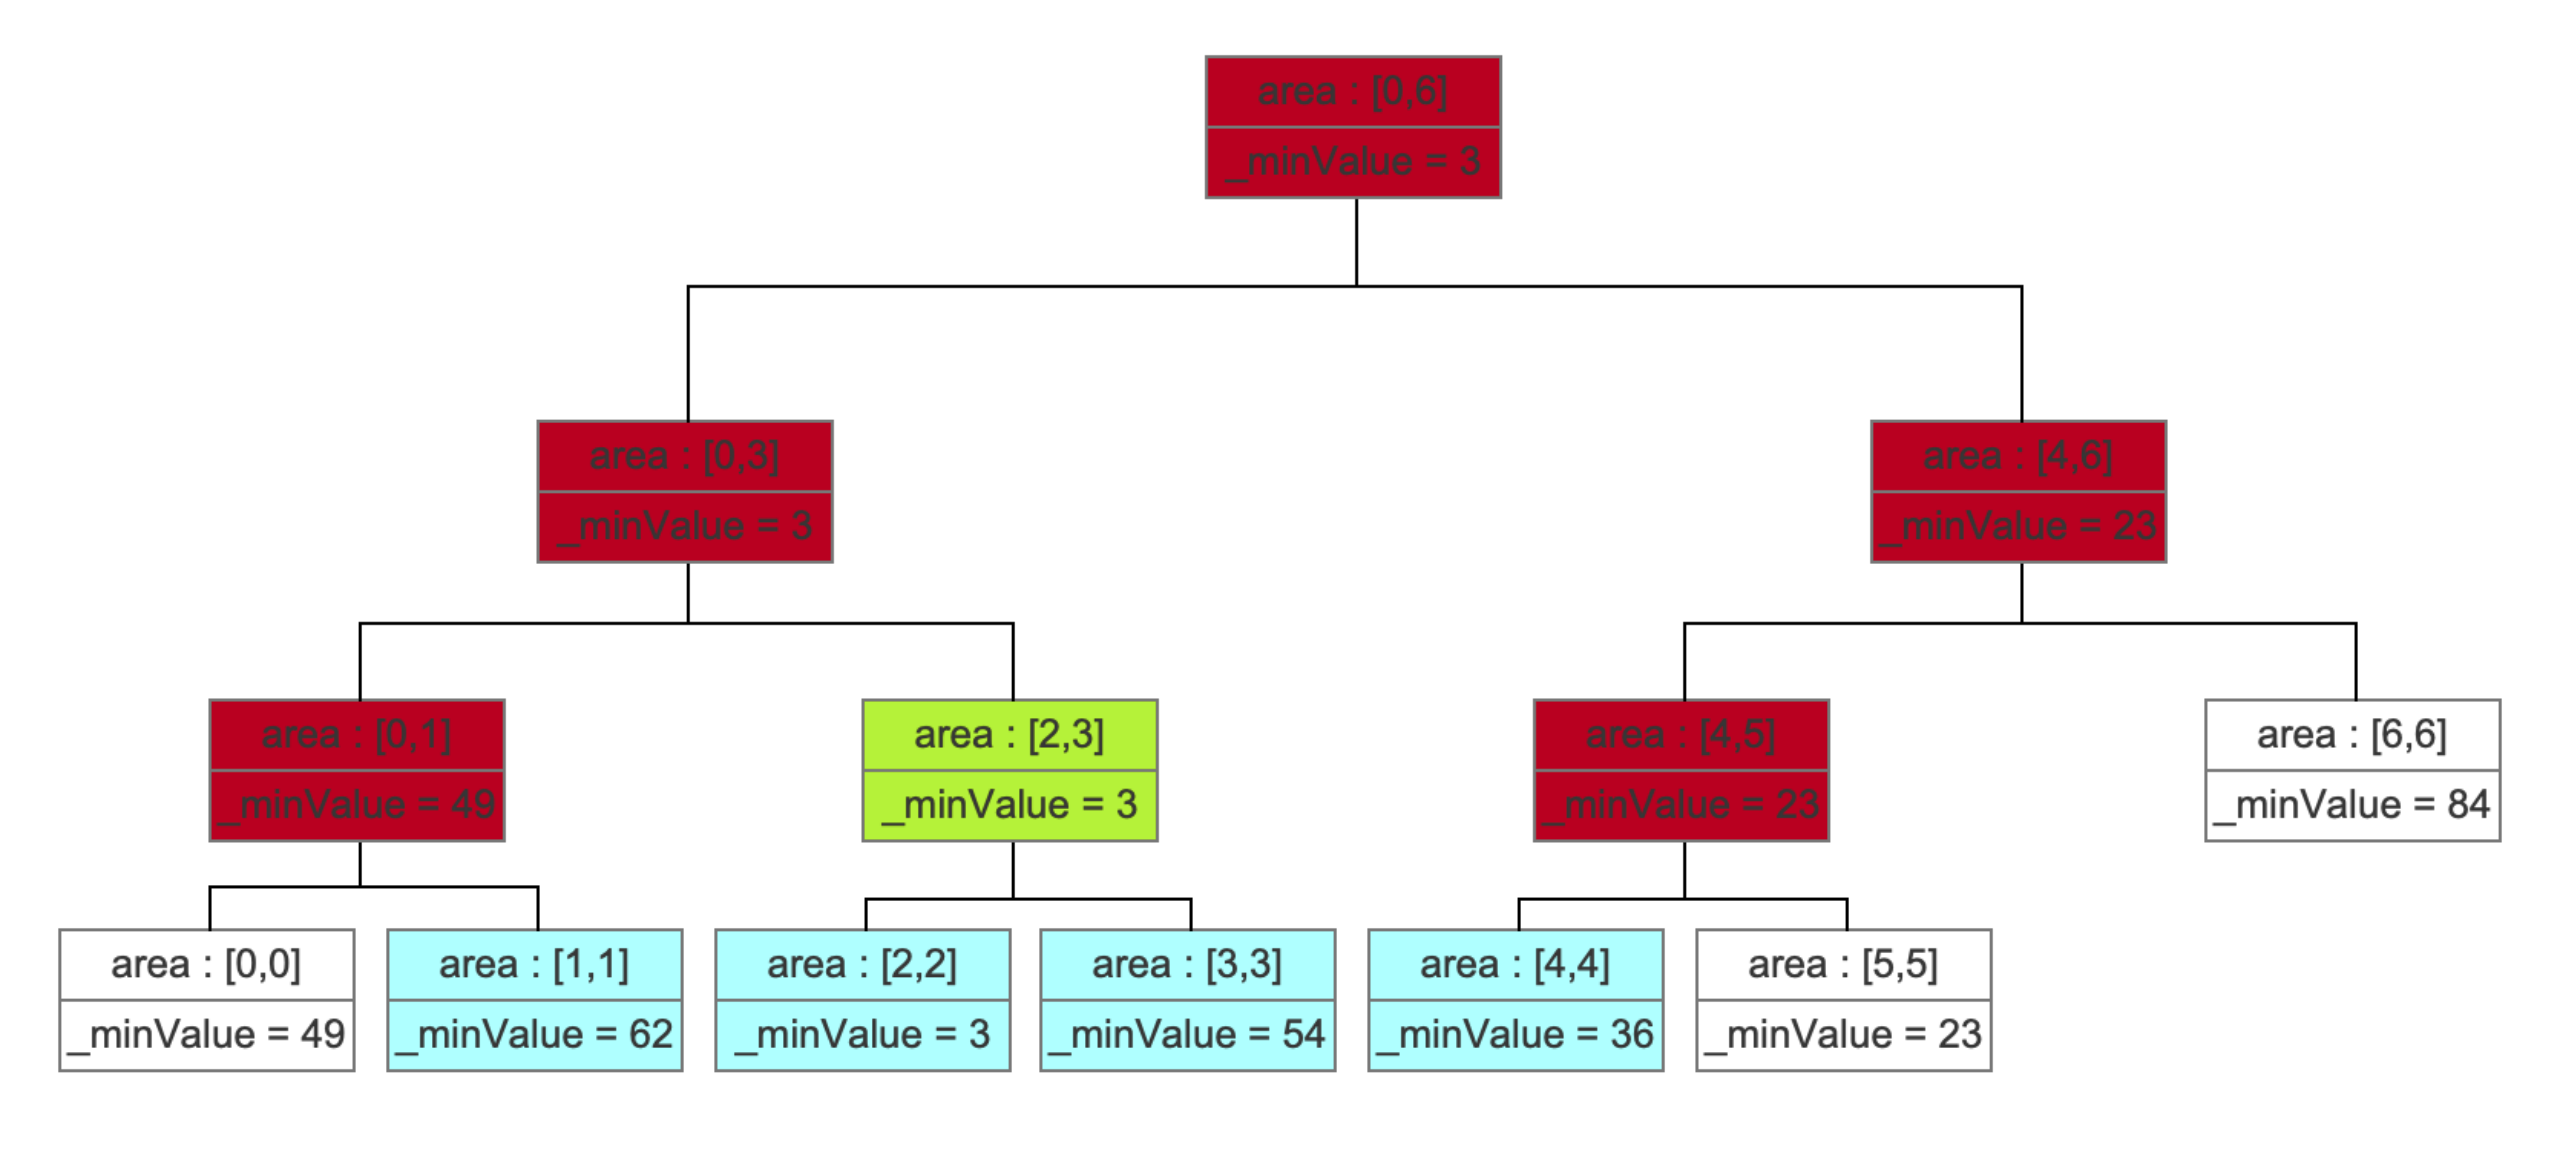 area : [0,6]
_minValue = 3
area : [0,3]
_minValue = 3
area : [4,6]
_minValue = 23
area : [0,1]
_minValue = 49
area : [2,3]
_minValue = 3
area : [4,5]
_minValue = 23
area : [6,6]
_minValue = 84
area : [0,0]
_minValue = 49
area : [1,1]
_minValue = 62
area : [2,2]
_minValue = 3
area : [3,3]
_minValue = 54
area : [4,4]
_minValue = 36
area : [5,5]
_minValue = 23